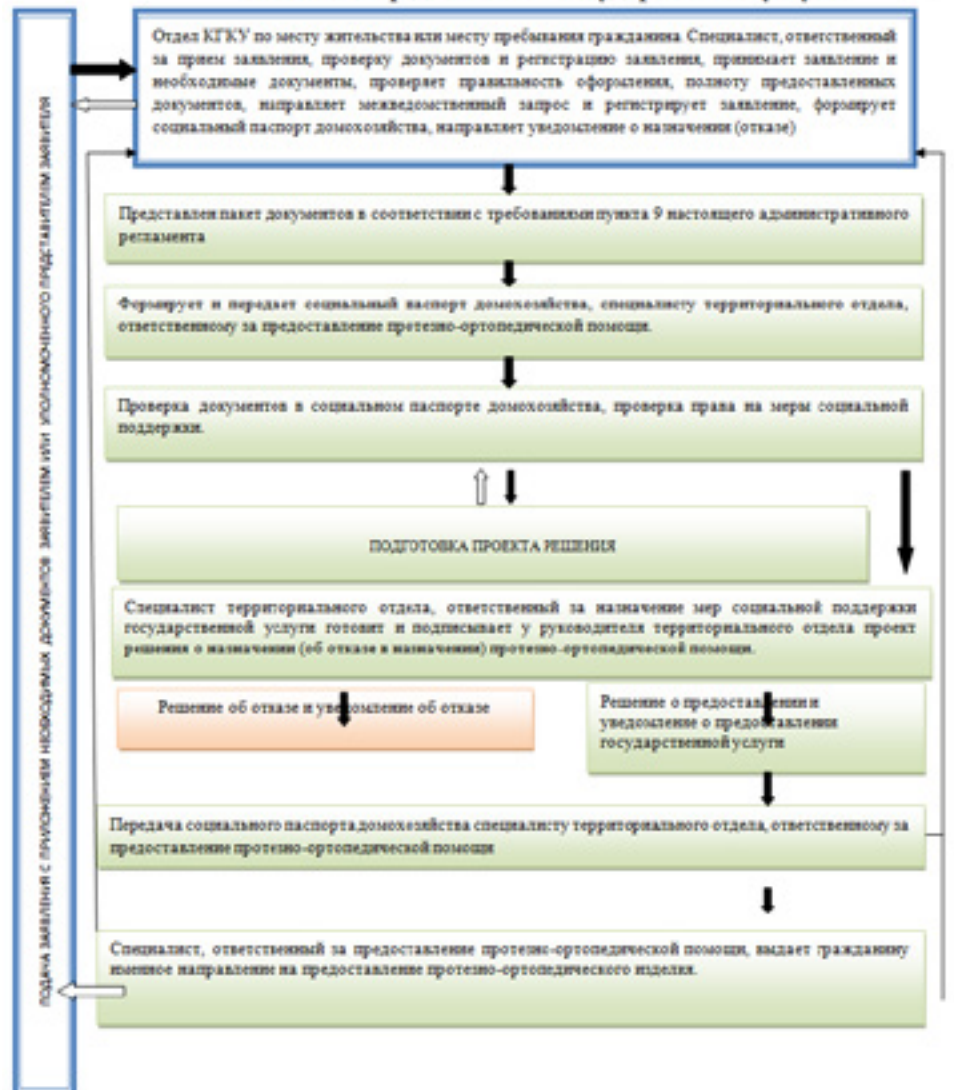 Отдел КГКУ по месту жительства или месту пребывания гражданина Специалист, ответственный
за прием заявления, проверку документов и регистрацию заявления, принимает заявление и
необходимые документы, проверяет правильность оформления, полноту предоставленных
документов, направляет межведомственный запрос и регистрирует заявление, формирует
социальный паспорт домохозяйства, направляет уведомление о назначении (отказе)
ПОДАЧА ЗАЯВЛЕНИЯ С ПРИЛОЖЕНИЕМ НЕОБХОДИМЫХ ДОКУМЕНТОВ ЗАЯВИТЕЛЕМ ИЛИ УПОЛНОМОЧЕННОГО ПРЕДСТАВИТЕЛЕМ ЗАЯВИТЕЛЯ
Представлен пакет документов в соответствии с требованиями пункта 9 настоящего административного
регламента
Формирует и передает социальный паспорт домохозяйства, специалисту территориального отдела,
ответственному за предоставление протезно-ортопедической помощи.
Проверка документов в социальном паспорте домохозяйства, проверка права на меры социальной
поддержки.
ПОДГОТОВКА ПРОЕКТА РЕШЕНИЯ
Специалист территориального отдела, ответственный за назначение мер социальной поддержки
государственной услуги готовит и подписывает у руководителя территориального отдела проект
решения о назначении (об отказе в назначении) протезно-ортопедической помощи.
Решение об отказе и уведомление об отказе
Решение о предоставлении и
уведомление о предоставления
государственной услуги
Передача социального паспорта домохозяйства специалисту территориального отдела, ответственному за
предоставление протезно-ортопедической помощи
Специалист, ответственный за предоставление протезно-ортопедической помощи, выдает гражданину
именное направление на предоставление протезно-ортопедического изделия.